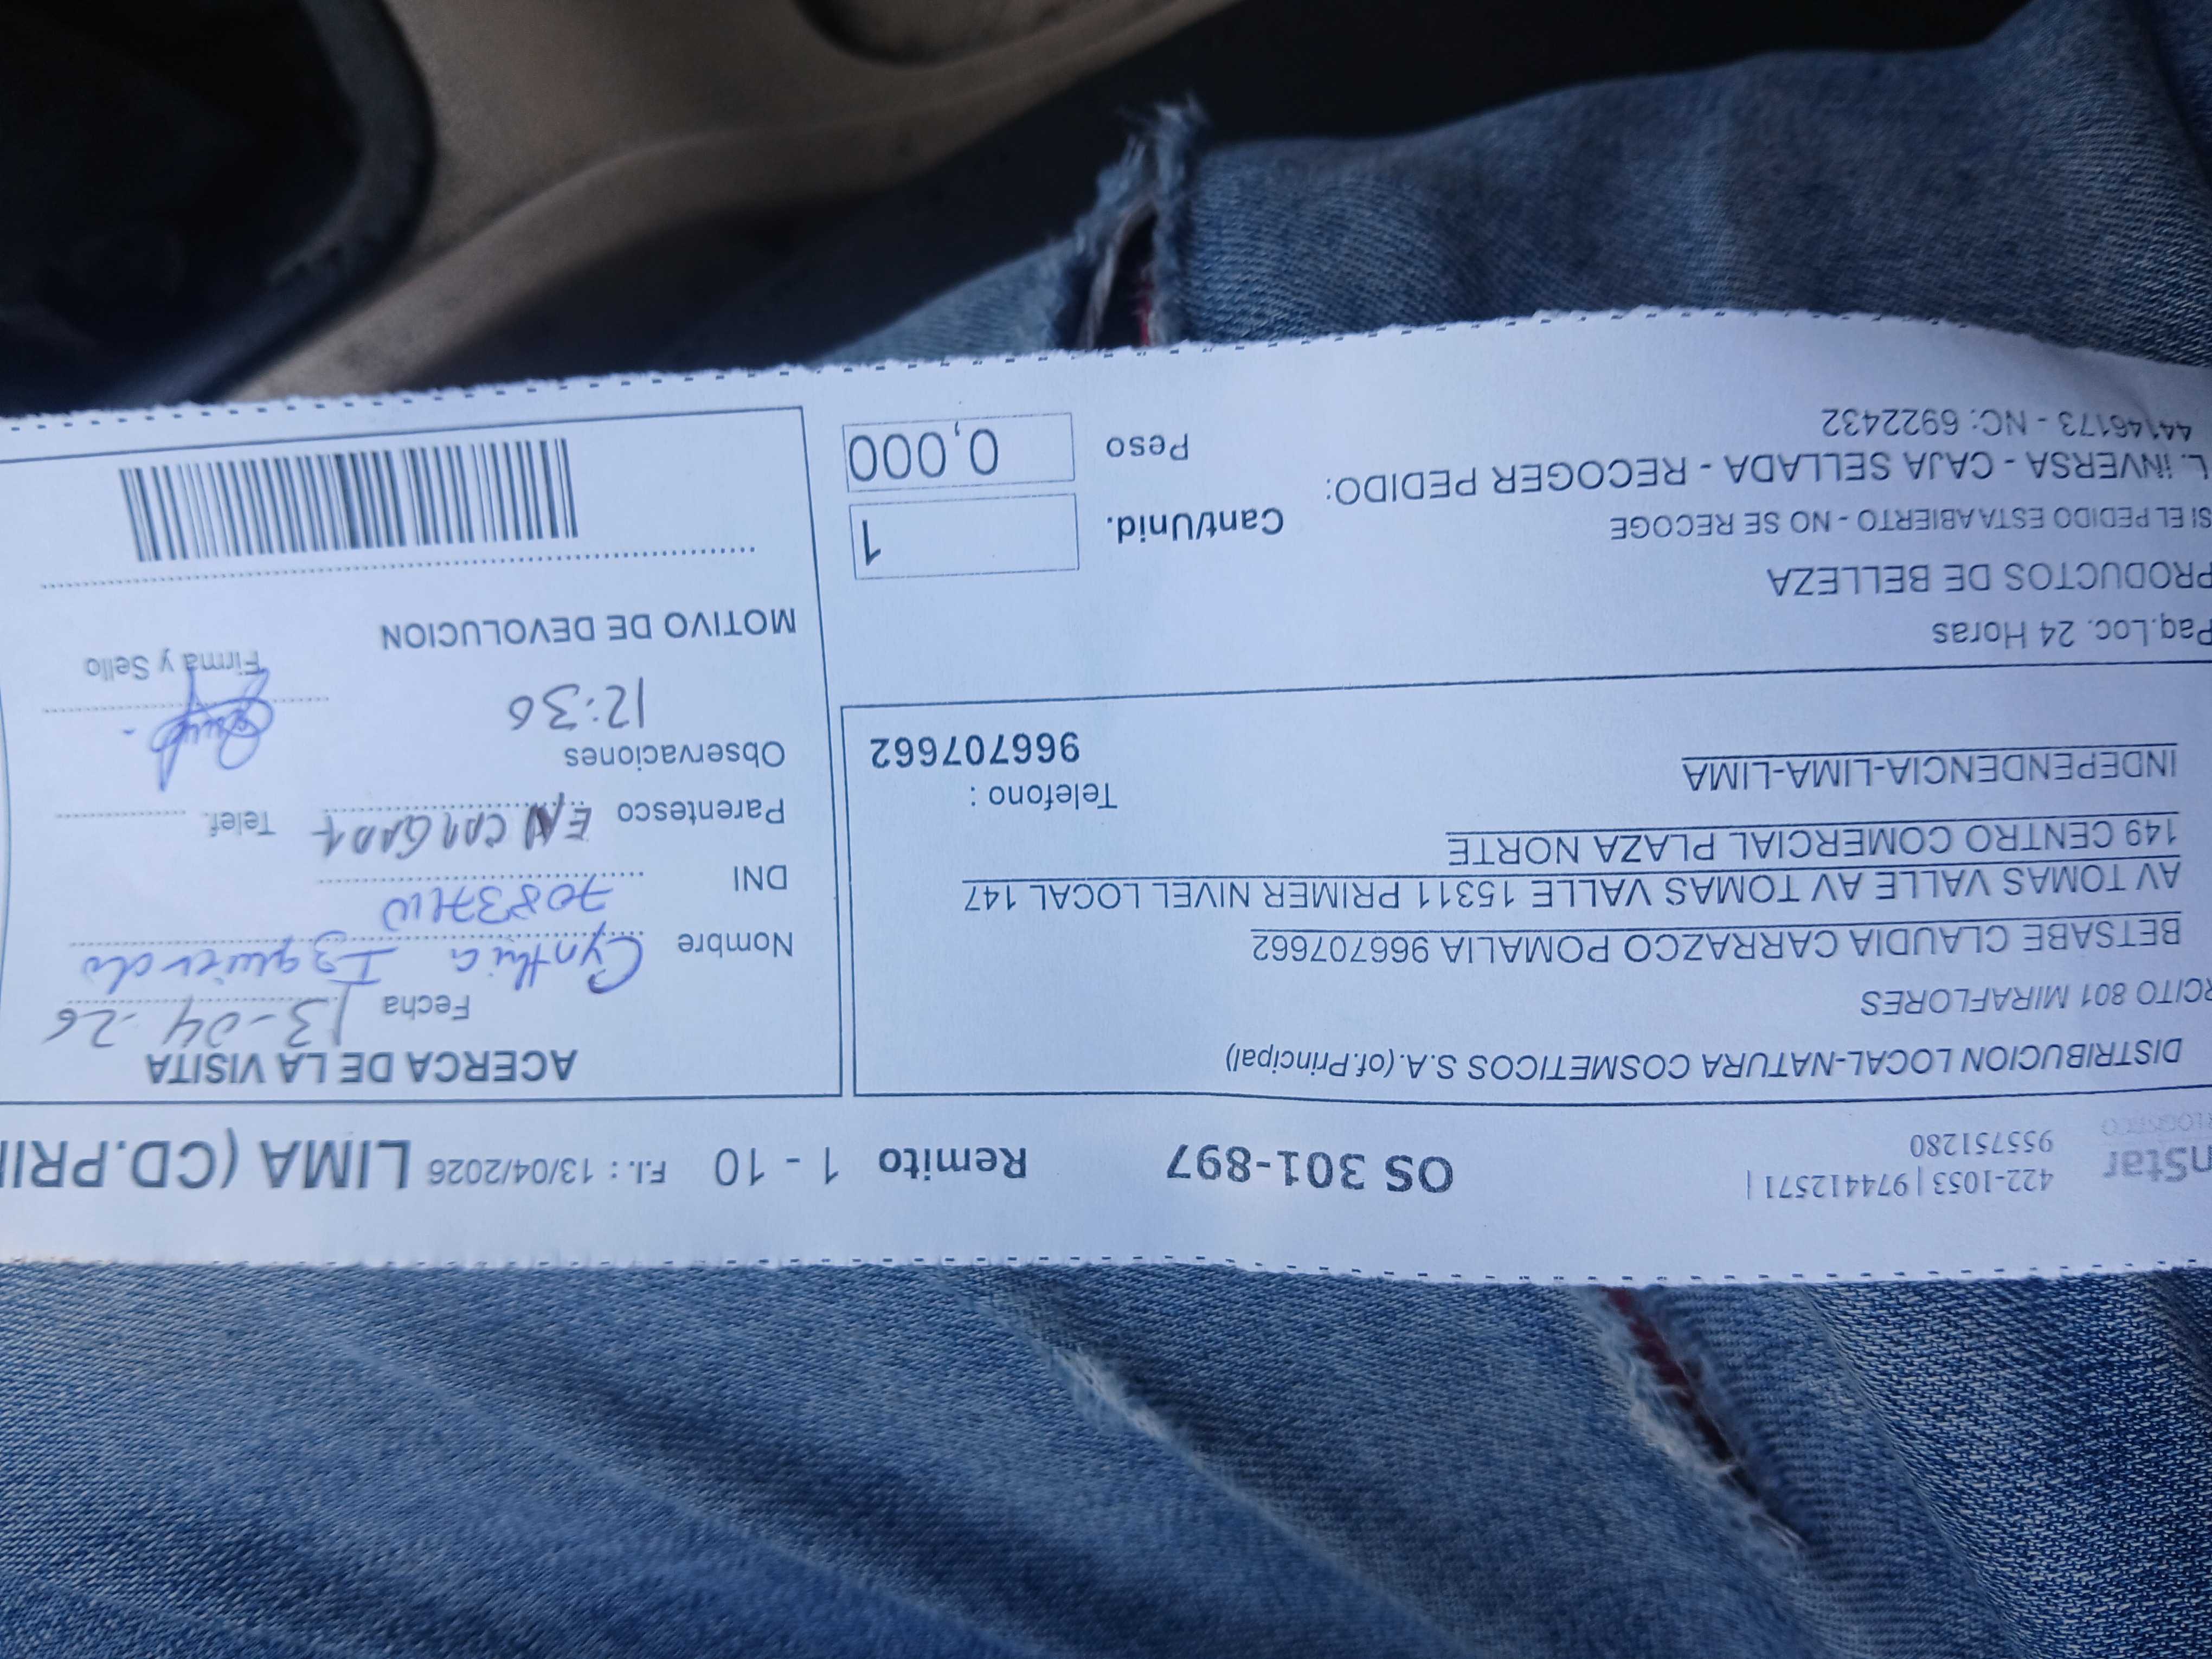 nStar
LOGISTICO
422-1053 | 974412571 |
955751280
OS 301-897
Remito 1 - 10
F.I. : 13/04/2026 LIMA (CD.PRI
DISTRIBUCION LOCAL-NATURA COSMETICOS S.A.(of.Principal)
RCITO 801 MIRAFLORES
BETSABE CLAUDIA CARRAZCO POMALIA 966707662
AV TOMAS VALLE AV TOMAS VALLE 15311 PRIMER NIVEL LOCAL 147
149 CENTRO COMERCIAL PLAZA NORTE
INDEPENDENCIA-LIMA-LIMA
Telefono :
966707662
Paq.Loc. 24 Horas
PRODUCTOS DE BELLEZA
SI EL PEDIDO ESTA ABIERTO - NO SE RECOGE
L. INVERSA - CAJA SELLADA - RECOGER PEDIDO:
44146173 - NC: 6922432
Cant/Unid. 1
Peso 0,000
ACERCA DE LA VISITA
Fecha 13-04-26
Nombre Cynthia Izquierdo
DNI
Parentesco ENCARGADA Telef.
Observaciones
12:36
Firma y Sello
MOTIVO DE DEVOLUCION